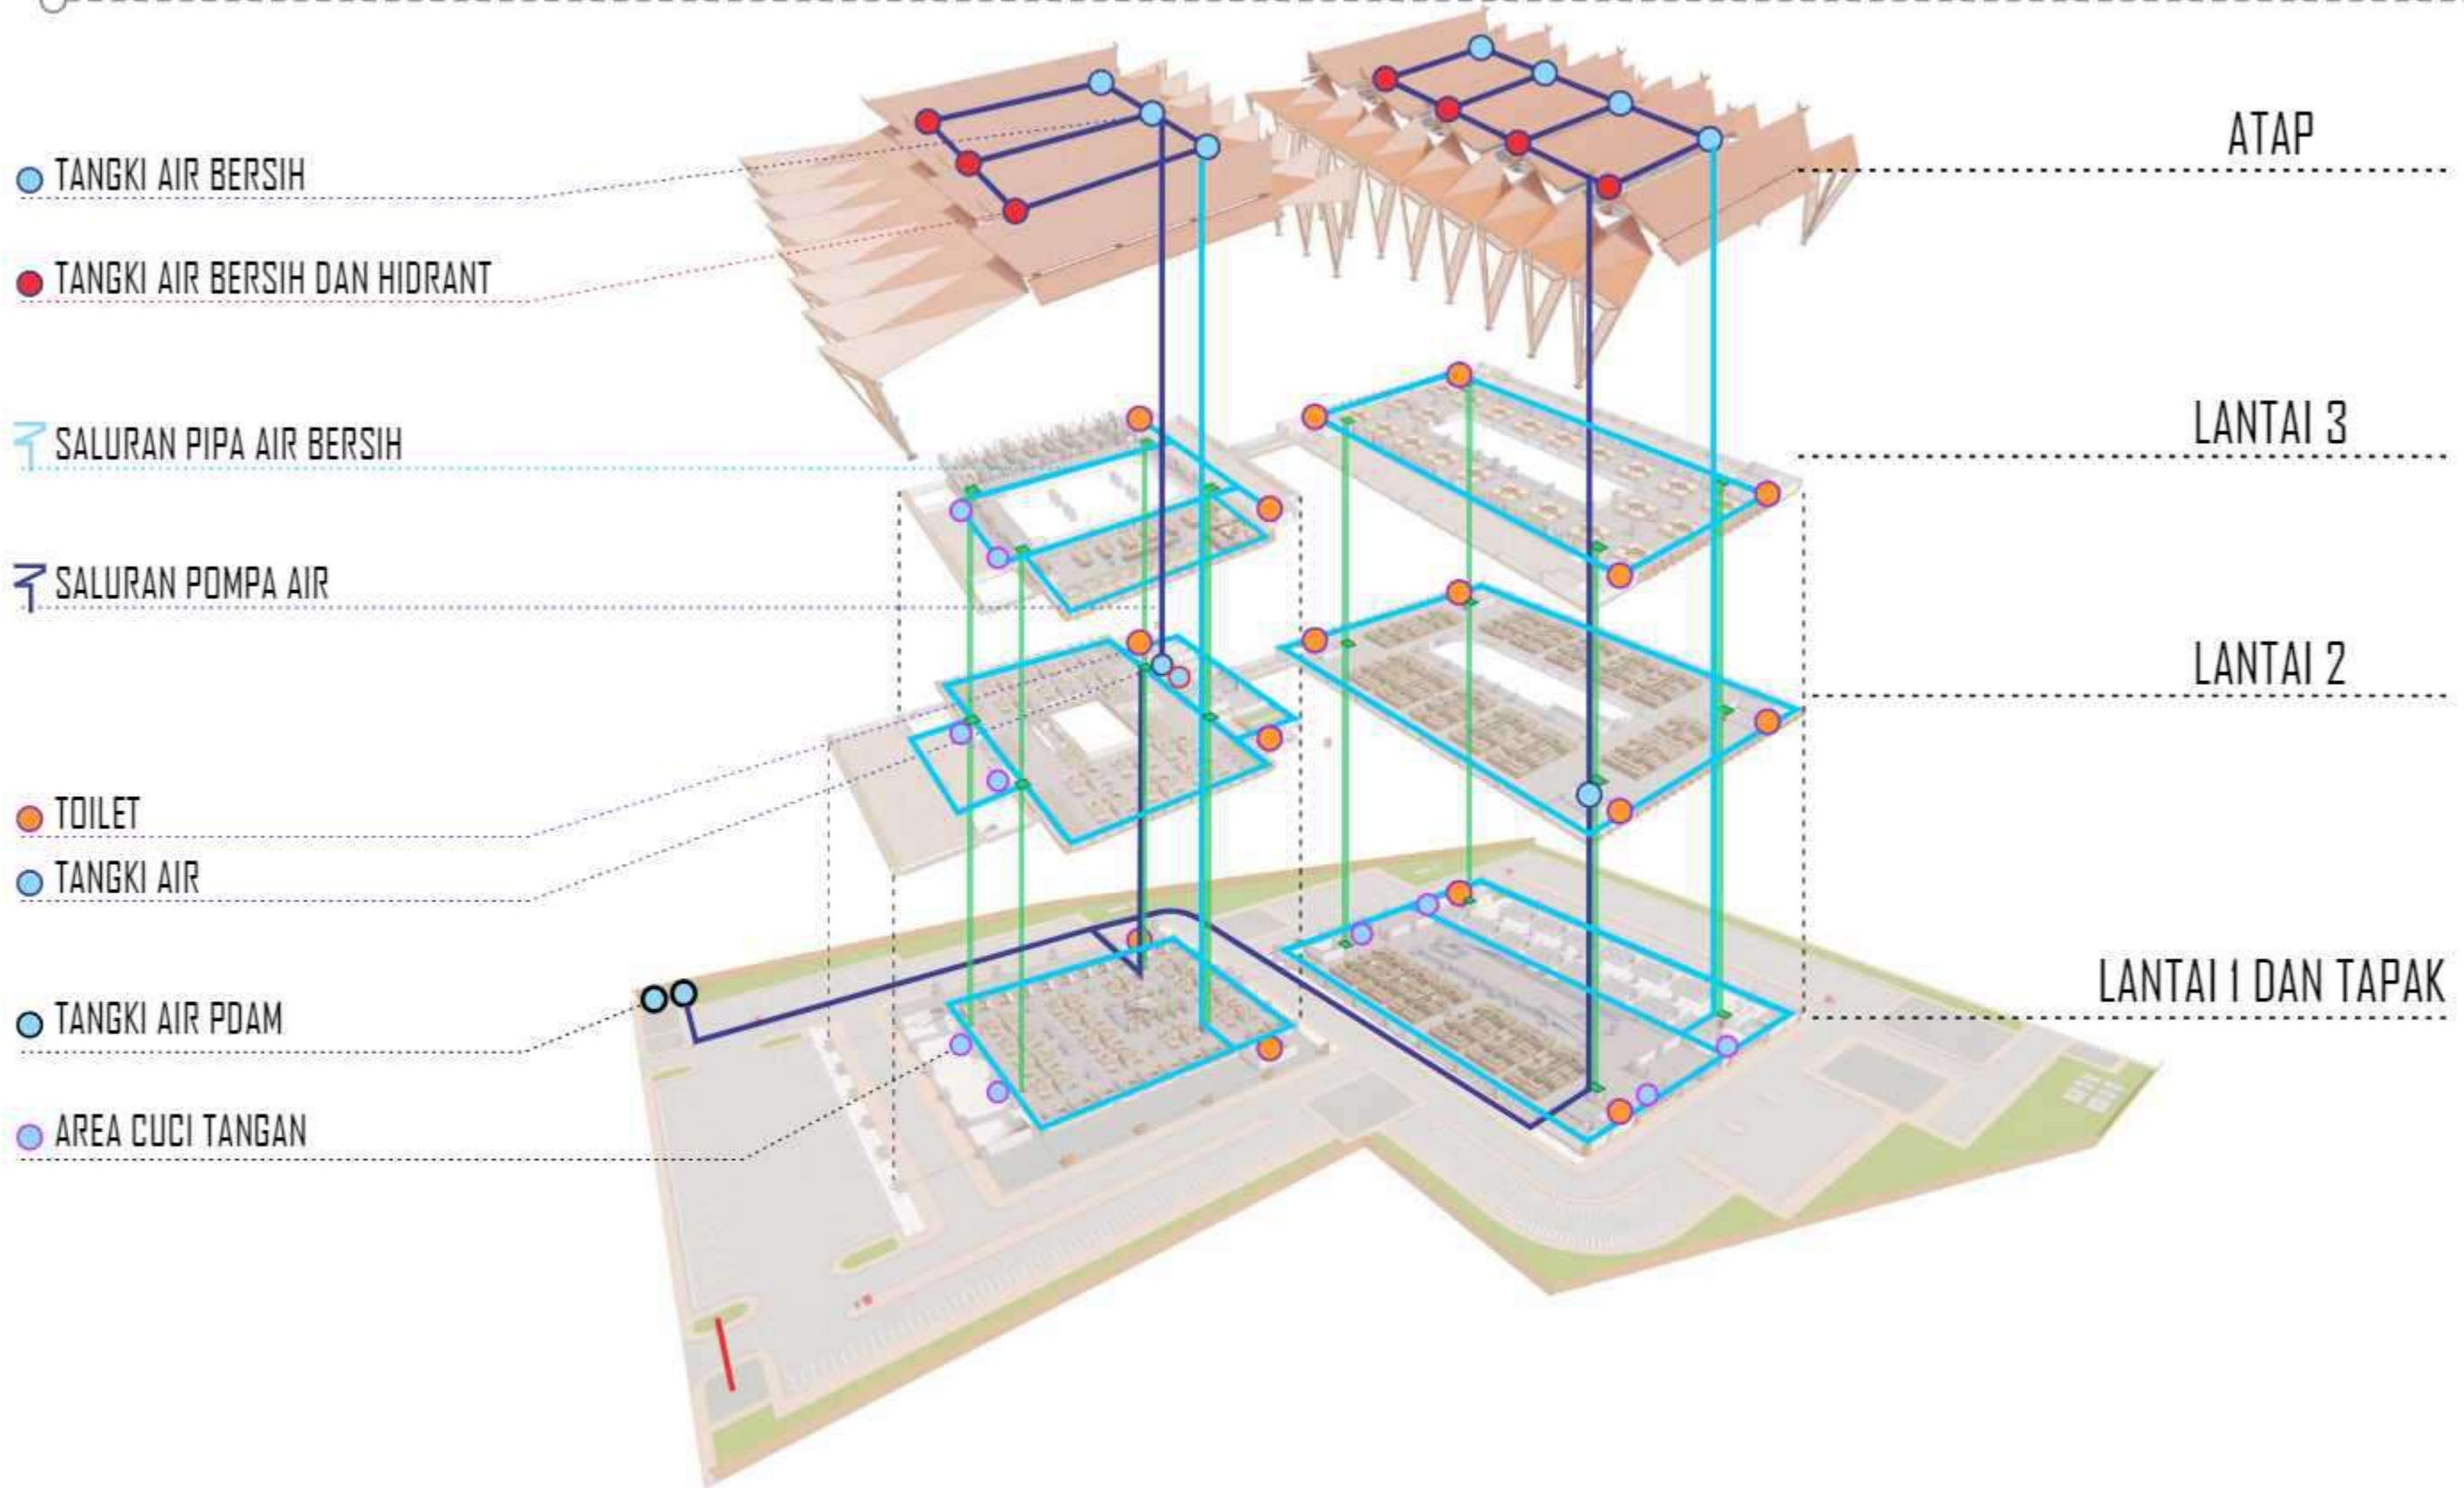 TANGKI AIR BERSIH
TANGKI AIR BERSIH DAN HIDRANT
SALURAN PIPA AIR BERSIH
SALURAN POMPA AIR
TOILET
TANGKI AIR
TANGKI AIR PDAM
AREA CUCI TANGAN
ATAP
LANTAI 3
LANTAI 2
LANTAI 1 DAN TAPAK